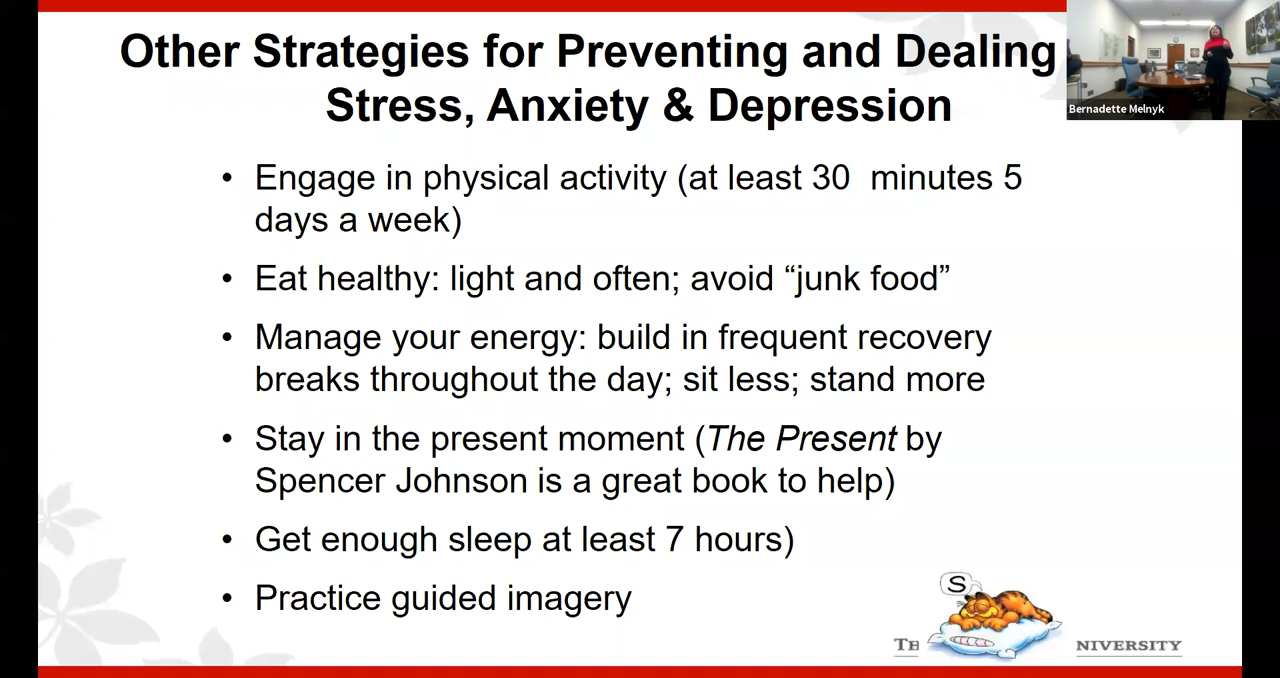 Other Strategies for Preventing and Dealing
Stress, Anxiety & Depression
Bernadette Melnyk
• Engage in physical activity (at least 30  minutes 5
days a week)
• Eat healthy: light and often; avoid “junk food”
• Manage your energy: build in frequent recovery
breaks throughout the day; sit less; stand more
• Stay in the present moment (The Present by
Spencer Johnson is a great book to help)
• Get enough sleep at least 7 hours)
• Practice guided imagery
S
TH NIVERSITY